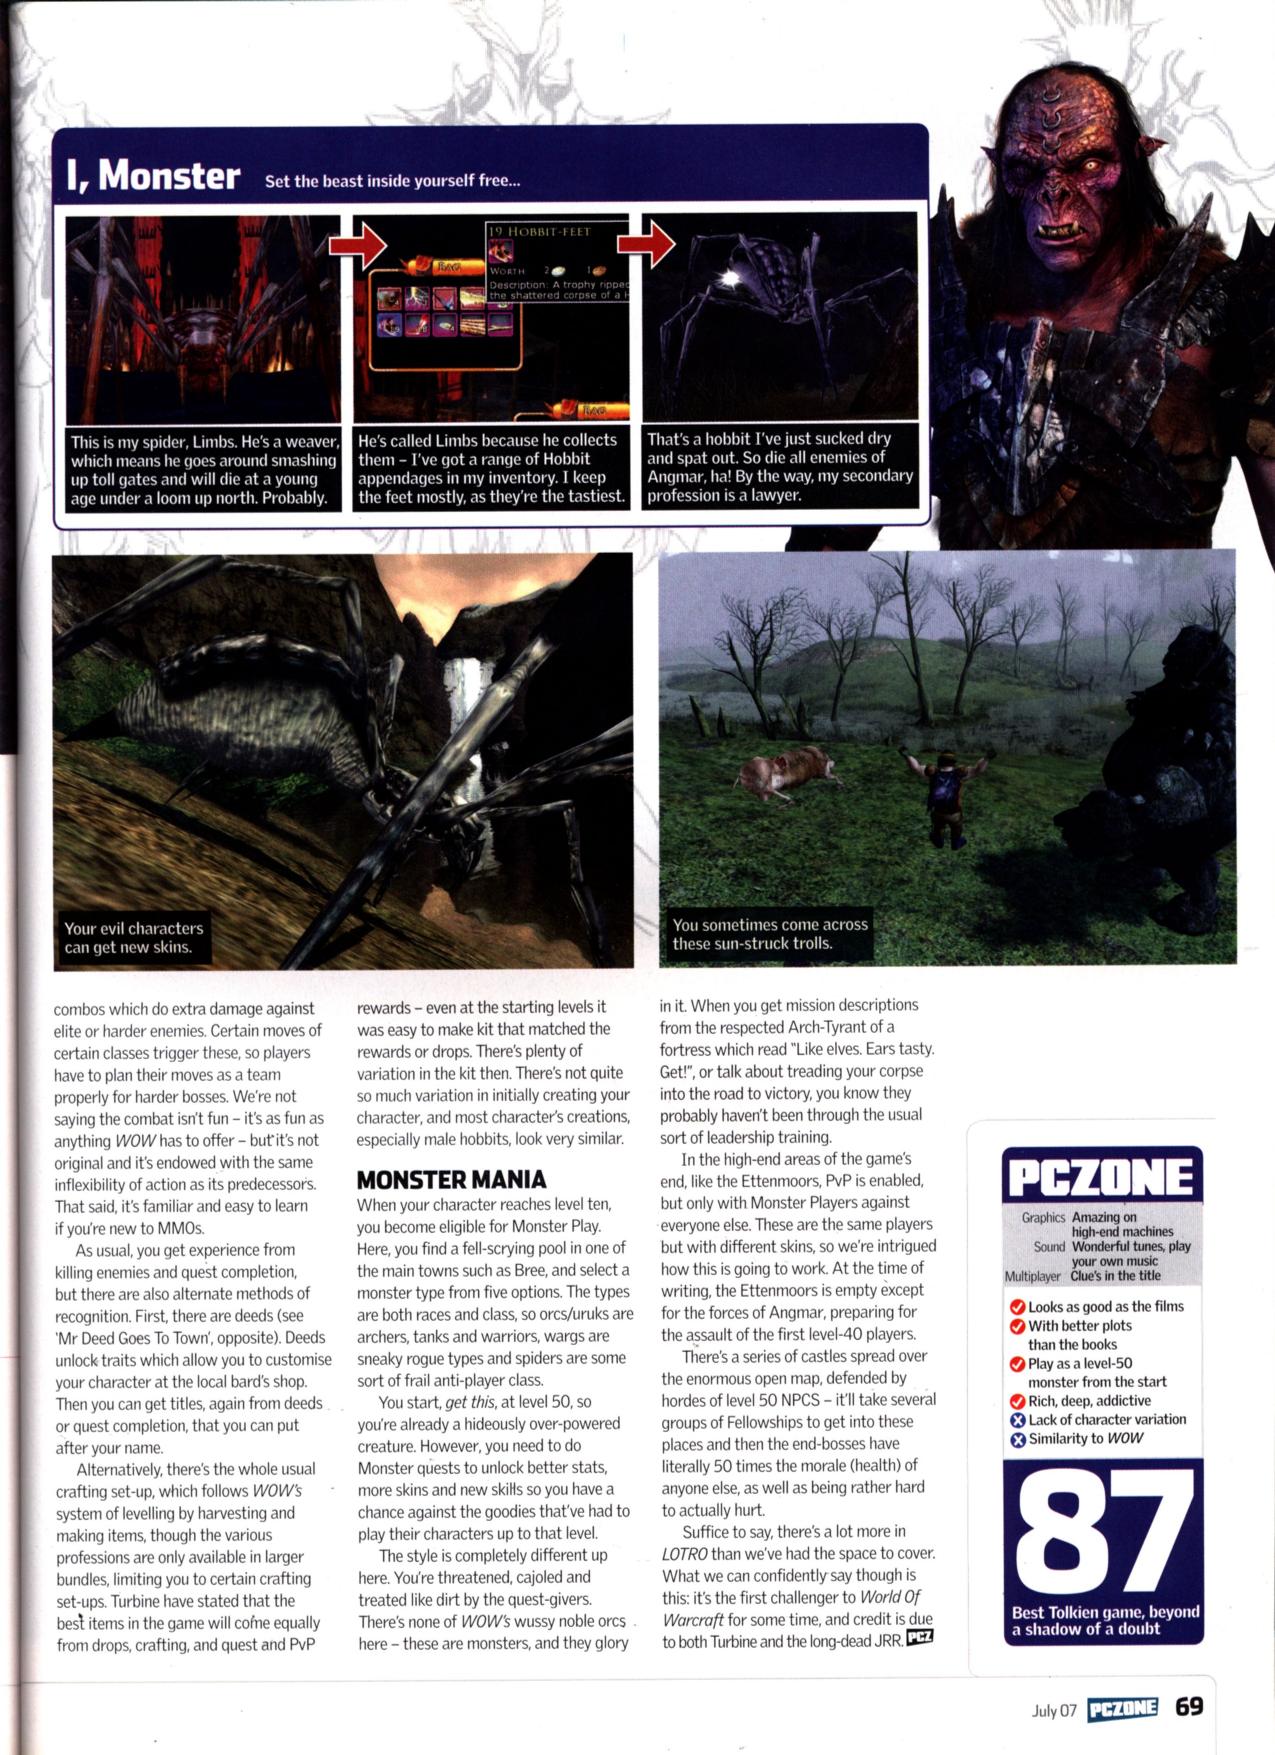 I, Monster
Set the beast inside yourself free...
19 HOBBIT-FEET
WORTH 2 1
Description: A trophy ripped
the shattered corpse of a H
BAG
BAG
This is my spider, Limbs. He's a weaver,
which means he goes around smashing
up toll gates and will die at a young
age under a loom up north. Probably.
He's called Limbs because he collects
them – I've got a range of Hobbit
appendages in my inventory. I keep
the feet mostly, as they're the tastiest.
That's a hobbit I've just sucked dry
and spat out. So die all enemies of
Angmar, ha! By the way, my secondary
profession is a lawyer.
Your evil characters
can get new skins.
You sometimes come across
these sun-struck trolls.
combos which do extra damage against
elite or harder enemies. Certain moves of
certain classes trigger these, so players
have to plan their moves as a team
properly for harder bosses. We're not
saying the combat isn't fun – it's as fun as
anything WOW has to offer – but it's not
original and it's endowed with the same
inflexibility of action as its predecessors.
That said, it's familiar and easy to learn
if you're new to MMOs.
As usual, you get experience from
killing enemies and quest completion,
but there are also alternate methods of
recognition. First, there are deeds (see
'Mr Deed Goes To Town', opposite). Deeds
unlock traits which allow you to customise
your character at the local bard's shop.
Then you can get titles, again from deeds
or quest completion, that you can put
after your name.
Alternatively, there's the whole usual
crafting set-up, which follows WOW's
system of levelling by harvesting and
making items, though the various
professions are only available in larger
bundles, limiting you to certain crafting
set-ups. Turbine have stated that the
best items in the game will come equally
from drops, crafting, and quest and PvP
rewards – even at the starting levels it
was easy to make kit that matched the
rewards or drops. There's plenty of
variation in the kit then. There's not quite
so much variation in initially creating your
character, and most character's creations,
especially male hobbits, look very similar.
MONSTER MANIA
When your character reaches level ten,
you become eligible for Monster Play.
Here, you find a fell-scrying pool in one of
the main towns such as Bree, and select a
monster type from five options. The types
are both races and class, so orcs/uruks are
archers, tanks and warriors, wargs are
sneaky rogue types and spiders are some
sort of frail anti-player class.
You start, get this, at level 50, so
you're already a hideously over-powered
creature. However, you need to do
Monster quests to unlock better stats,
more skins and new skills so you have a
chance against the goodies that've had to
play their characters up to that level.
The style is completely different up
here. You're threatened, cajoled and
treated like dirt by the quest-givers.
There's none of WOW's wussy noble orcs
here – these are monsters, and they glory
in it. When you get mission descriptions
from the respected Arch-Tyrant of a
fortress which read "Like elves. Ears tasty.
Get!", or talk about treading your corpse
into the road to victory, you know they
probably haven't been through the usual
sort of leadership training.
In the high-end areas of the game's
end, like the Ettenmoors, PvP is enabled,
but only with Monster Players against
everyone else. These are the same players
but with different skins, so we're intrigued
how this is going to work. At the time of
writing, the Ettenmoors is empty except
for the forces of Angmar, preparing for
the assault of the first level-40 players.
There's a series of castles spread over
the enormous open map, defended by
hordes of level 50 NPCS – it'll take several
groups of Fellowships to get into these
places and then the end-bosses have
literally 50 times the morale (health) of
anyone else, as well as being rather hard
to actually hurt.
Suffice to say, there's a lot more in
LOTRO than we've had the space to cover.
What we can confidently say though is
this: it's the first challenger to World Of
Warcraft for some time, and credit is due
to both Turbine and the long-dead JRR. PCZ
PCZONE
Graphics Amazing on
high-end machines
Sound Wonderful tunes, play
your own music
Multiplayer Clue's in the title
Looks as good as the films
With better plots
than the books
Play as a level-50
monster from the start
Rich, deep, addictive
Lack of character variation
Similarity to WOW
87
Best Tolkien game, beyond
a shadow of a doubt
July 07 PCZONE 69